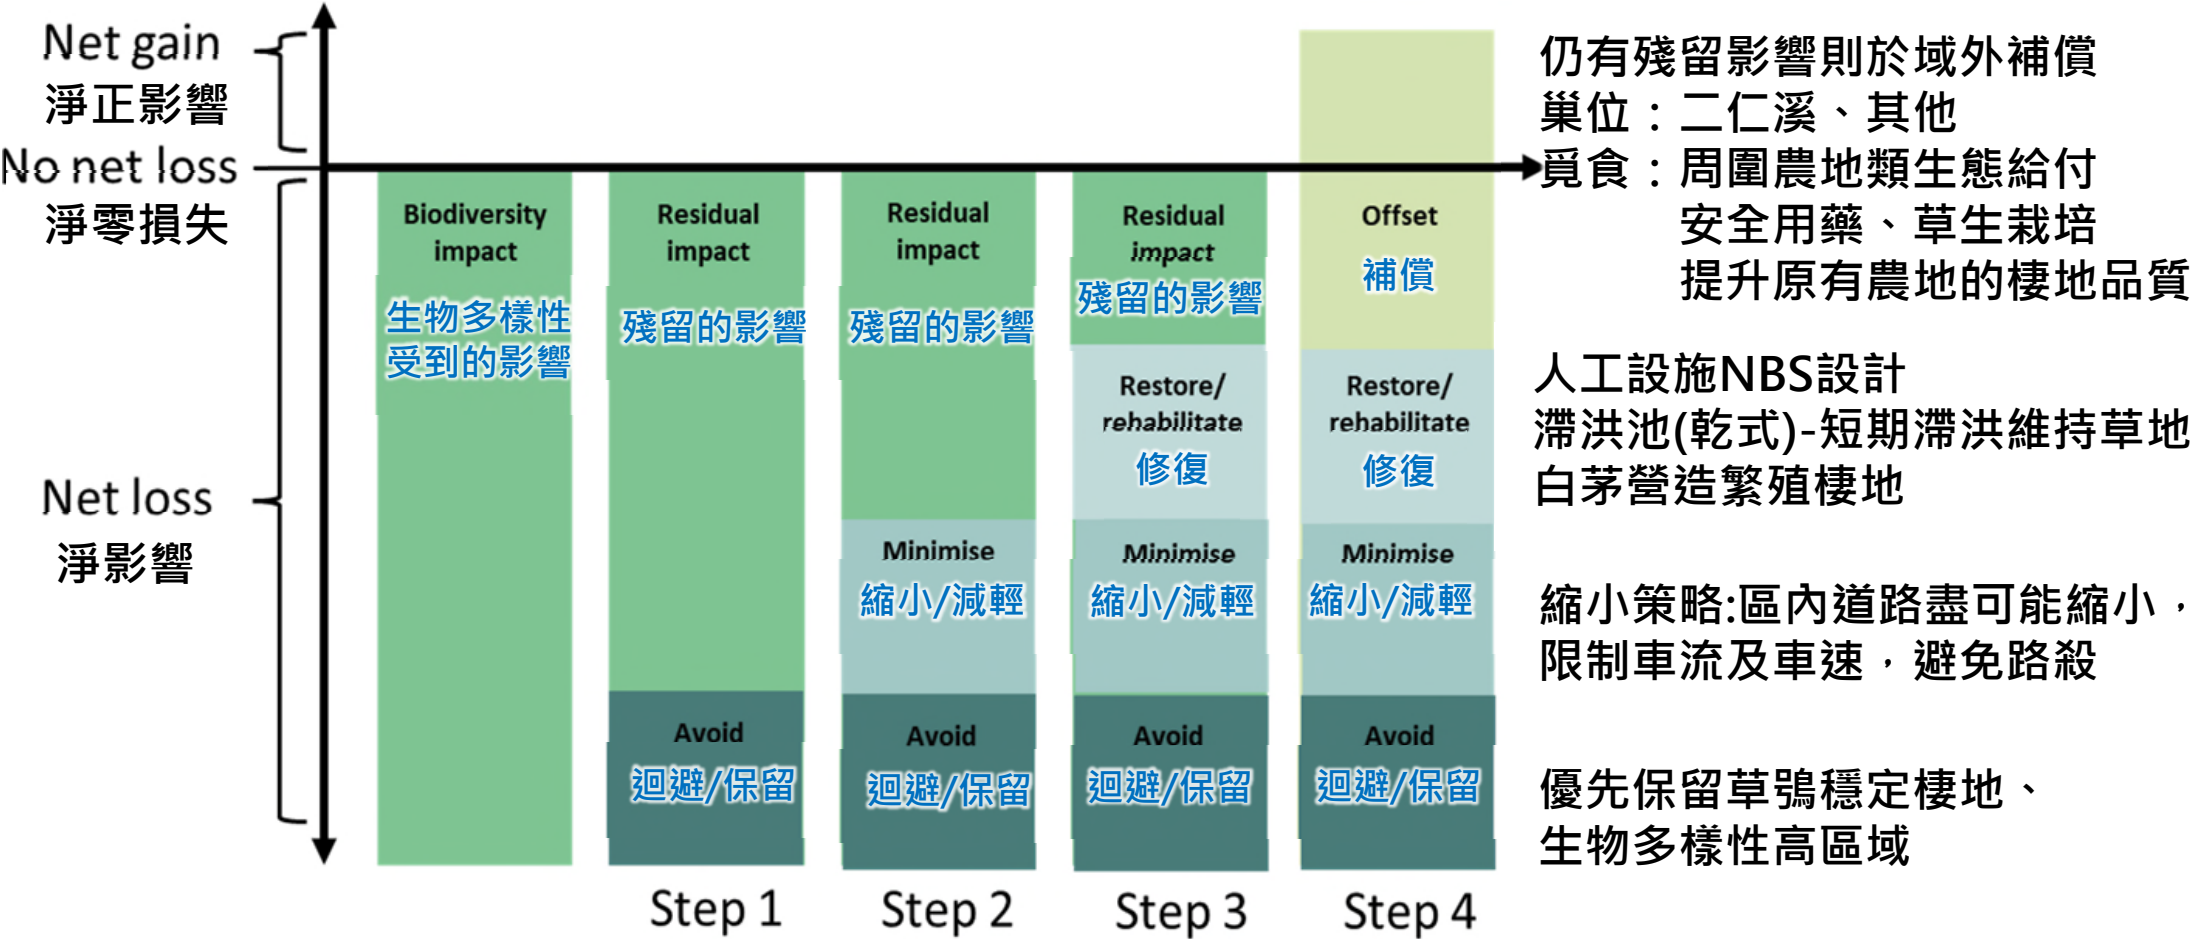 Net gain
淨正影響
No net loss
淨零損失
Net loss
淨影響
Biodiversity
impact
生物多樣性
受到的影響
Residual
impact
殘留的影響
Avoid
迴避/保留
Step 1
Residual
impact
殘留的影響
Minimise
縮小/減輕
Avoid
迴避/保留
Step 2
Residual
impact
殘留的影響
Restore/
rehabilitate
修復
Minimise
縮小/減輕
Avoid
迴避/保留
Step 3
Offset
補償
Restore/
rehabilitate
修復
Minimise
縮小/減輕
Avoid
迴避/保留
Step 4
仍有殘留影響則於域外補償
巢位：二仁溪、其他
覓食：周圍農地類生態給付
安全用藥、草生栽培
提升原有農地的棲地品質
人工設施NBS設計
滯洪池(乾式)-短期滯洪維持草地
白茅營造繁殖棲地
縮小策略:區內道路盡可能縮小，
限制車流及車速，避免路殺
優先保留草鴞穩定棲地、
生物多樣性高區域